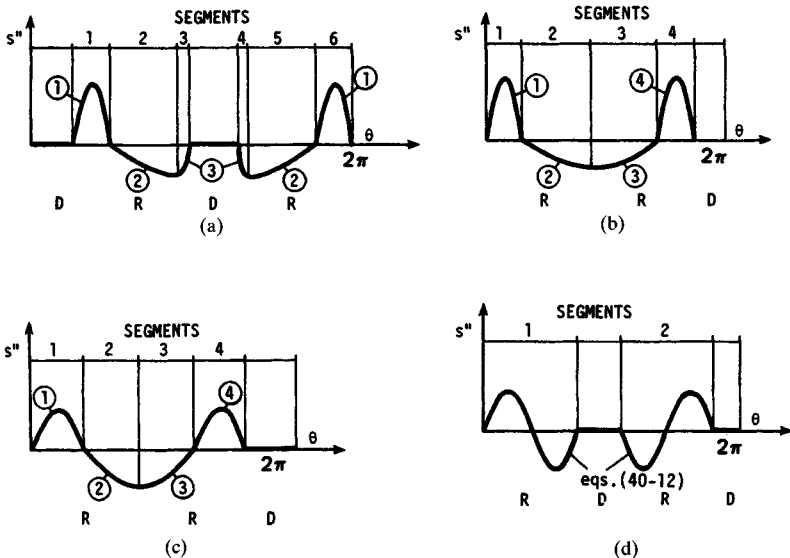 SEGMENTS
s" 1 2 3 4 5 6
① ①
θ
2π
② ③ ②
D R D R
(a)
SEGMENTS
s" 1 2 3 4
① ④
θ
2π
② ③
R R D
(b)
SEGMENTS
s" 1 2 3 4
① ④
θ
2π
② ③
R R D
(c)
SEGMENTS
s" 1 2
θ
2π
eqs.(40-12)
R D R D
(d)